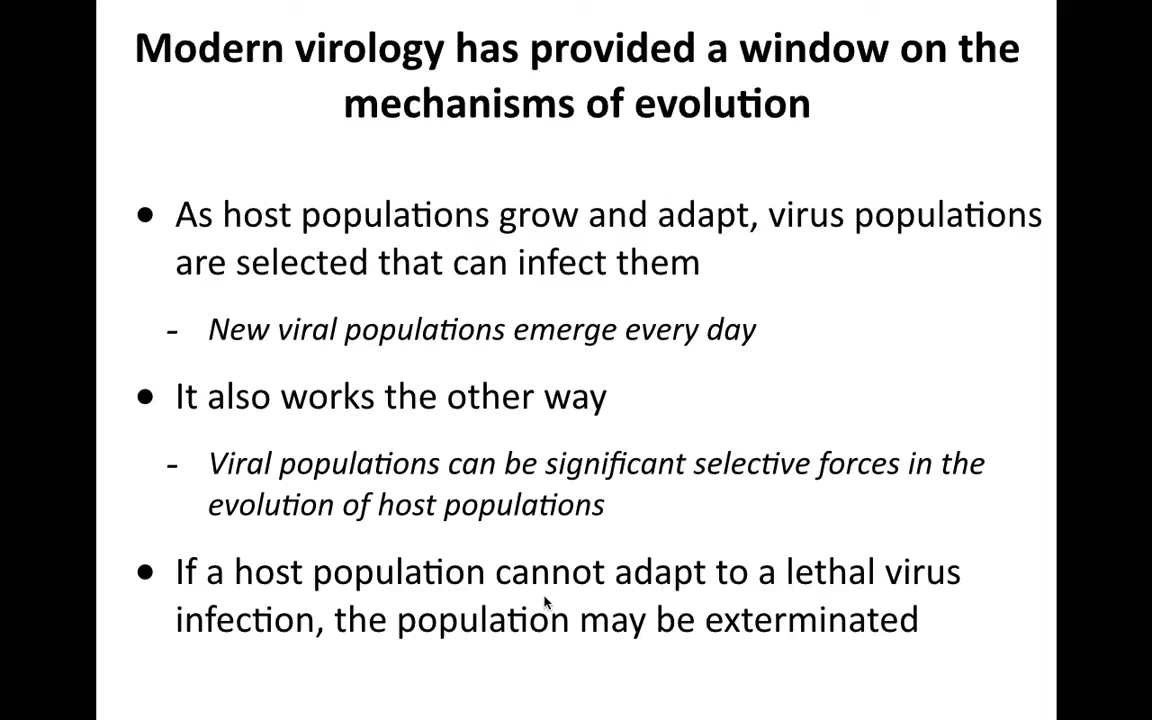 Modern virology has provided a window on the
mechanisms of evolution
• As host populations grow and adapt, virus populations
are selected that can infect them
- New viral populations emerge every day
• It also works the other way
- Viral populations can be significant selective forces in the
evolution of host populations
• If a host population cannot adapt to a lethal virus
infection, the population may be exterminated